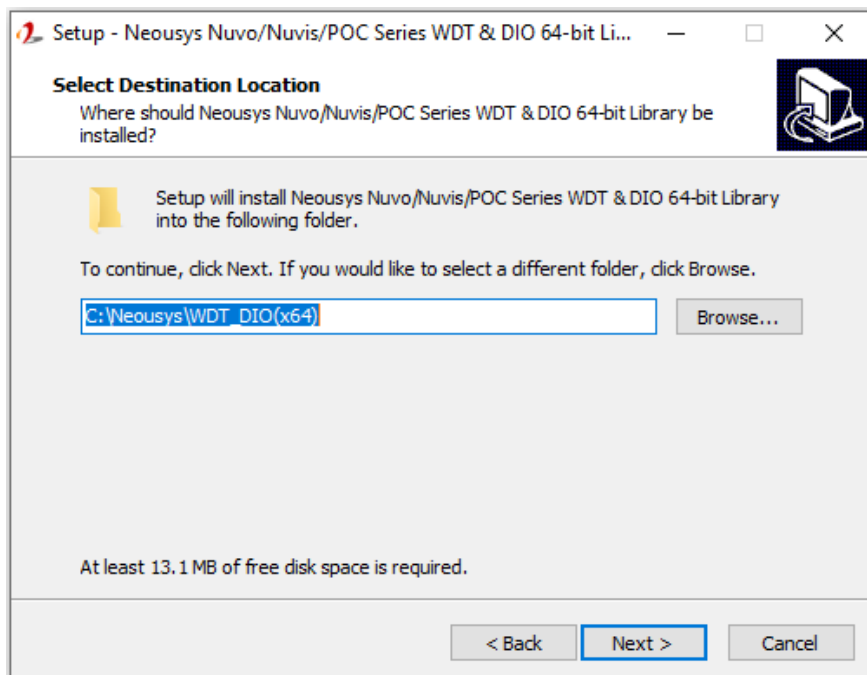 Setup - Neousys Nuvo/Nuvis/POC Series WDT & DIO 64-bit Li...
Select Destination Location
Where should Neousys Nuvo/Nuvis/POC Series WDT & DIO 64-bit Library be
installed?
Setup will install Neousys Nuvo/Nuvis/POC Series WDT & DIO 64-bit Library
into the following folder.
To continue, click Next. If you would like to select a different folder, click Browse.
C:\Neousys\WDT_DIO(x64)
Browse...
At least 13.1 MB of free disk space is required.
< Back
Next >
Cancel